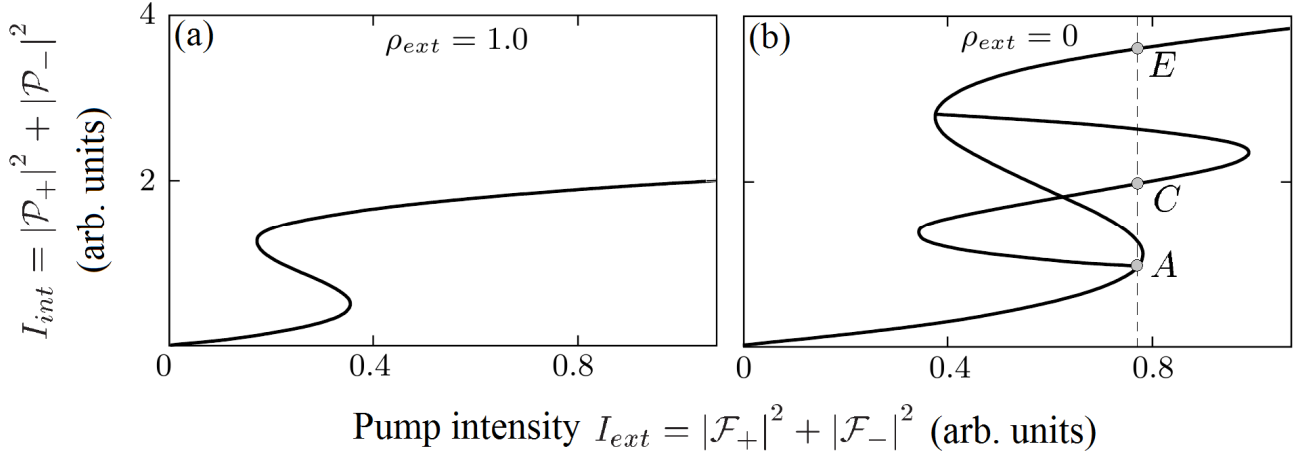 4
(a)
ρ_ext = 1.0
2
0
0.4
0.8
(b)
ρ_ext = 0
E
C
A
0
0.4
0.8
I_int = |𝒫_+|^2 + |𝒫_-|^2
(arb. units)
Pump intensity I_ext = |ℱ_+|^2 + |ℱ_-|^2 (arb. units)